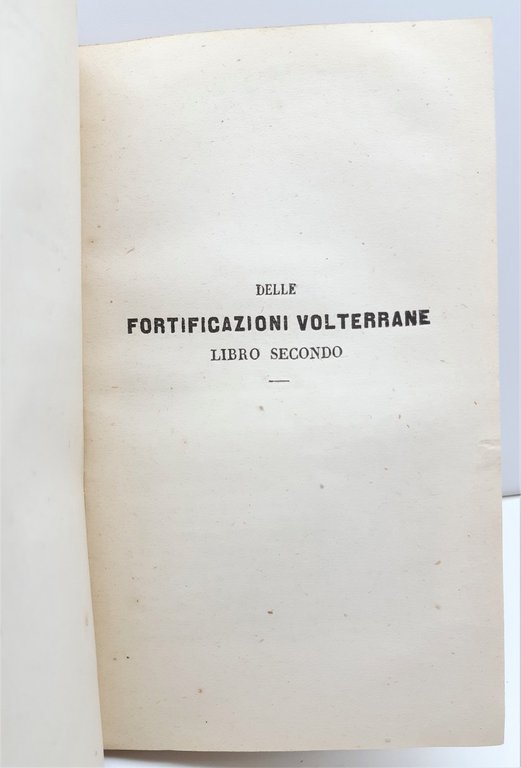 DELLE
FORTIFICAZIONI VOLTERRANE
LIBRO SECONDO